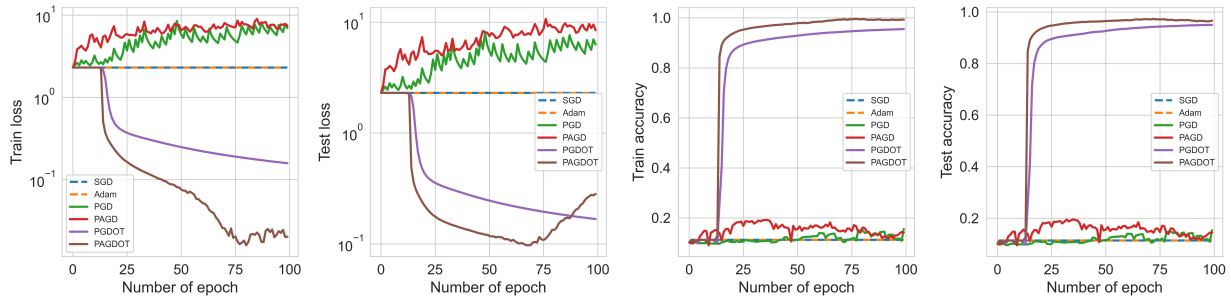 10¹
10⁰
10⁻¹
Train loss
SGD
Adam
PGD
PAGD
PGDOT
PAGDOT
0 25 50 75 100
Number of epoch
10¹
10⁰
10⁻¹
Test loss
SGD
Adam
PGD
PAGD
PGDOT
PAGDOT
0 25 50 75 100
Number of epoch
1.0
0.8
0.6
0.4
0.2
Train accuracy
SGD
Adam
PGD
PAGD
PGDOT
PAGDOT
0 25 50 75 100
Number of epoch
1.0
0.8
0.6
0.4
0.2
Test accuracy
SGD
Adam
PGD
PAGD
PGDOT
PAGDOT
0 25 50 75 100
Number of epoch